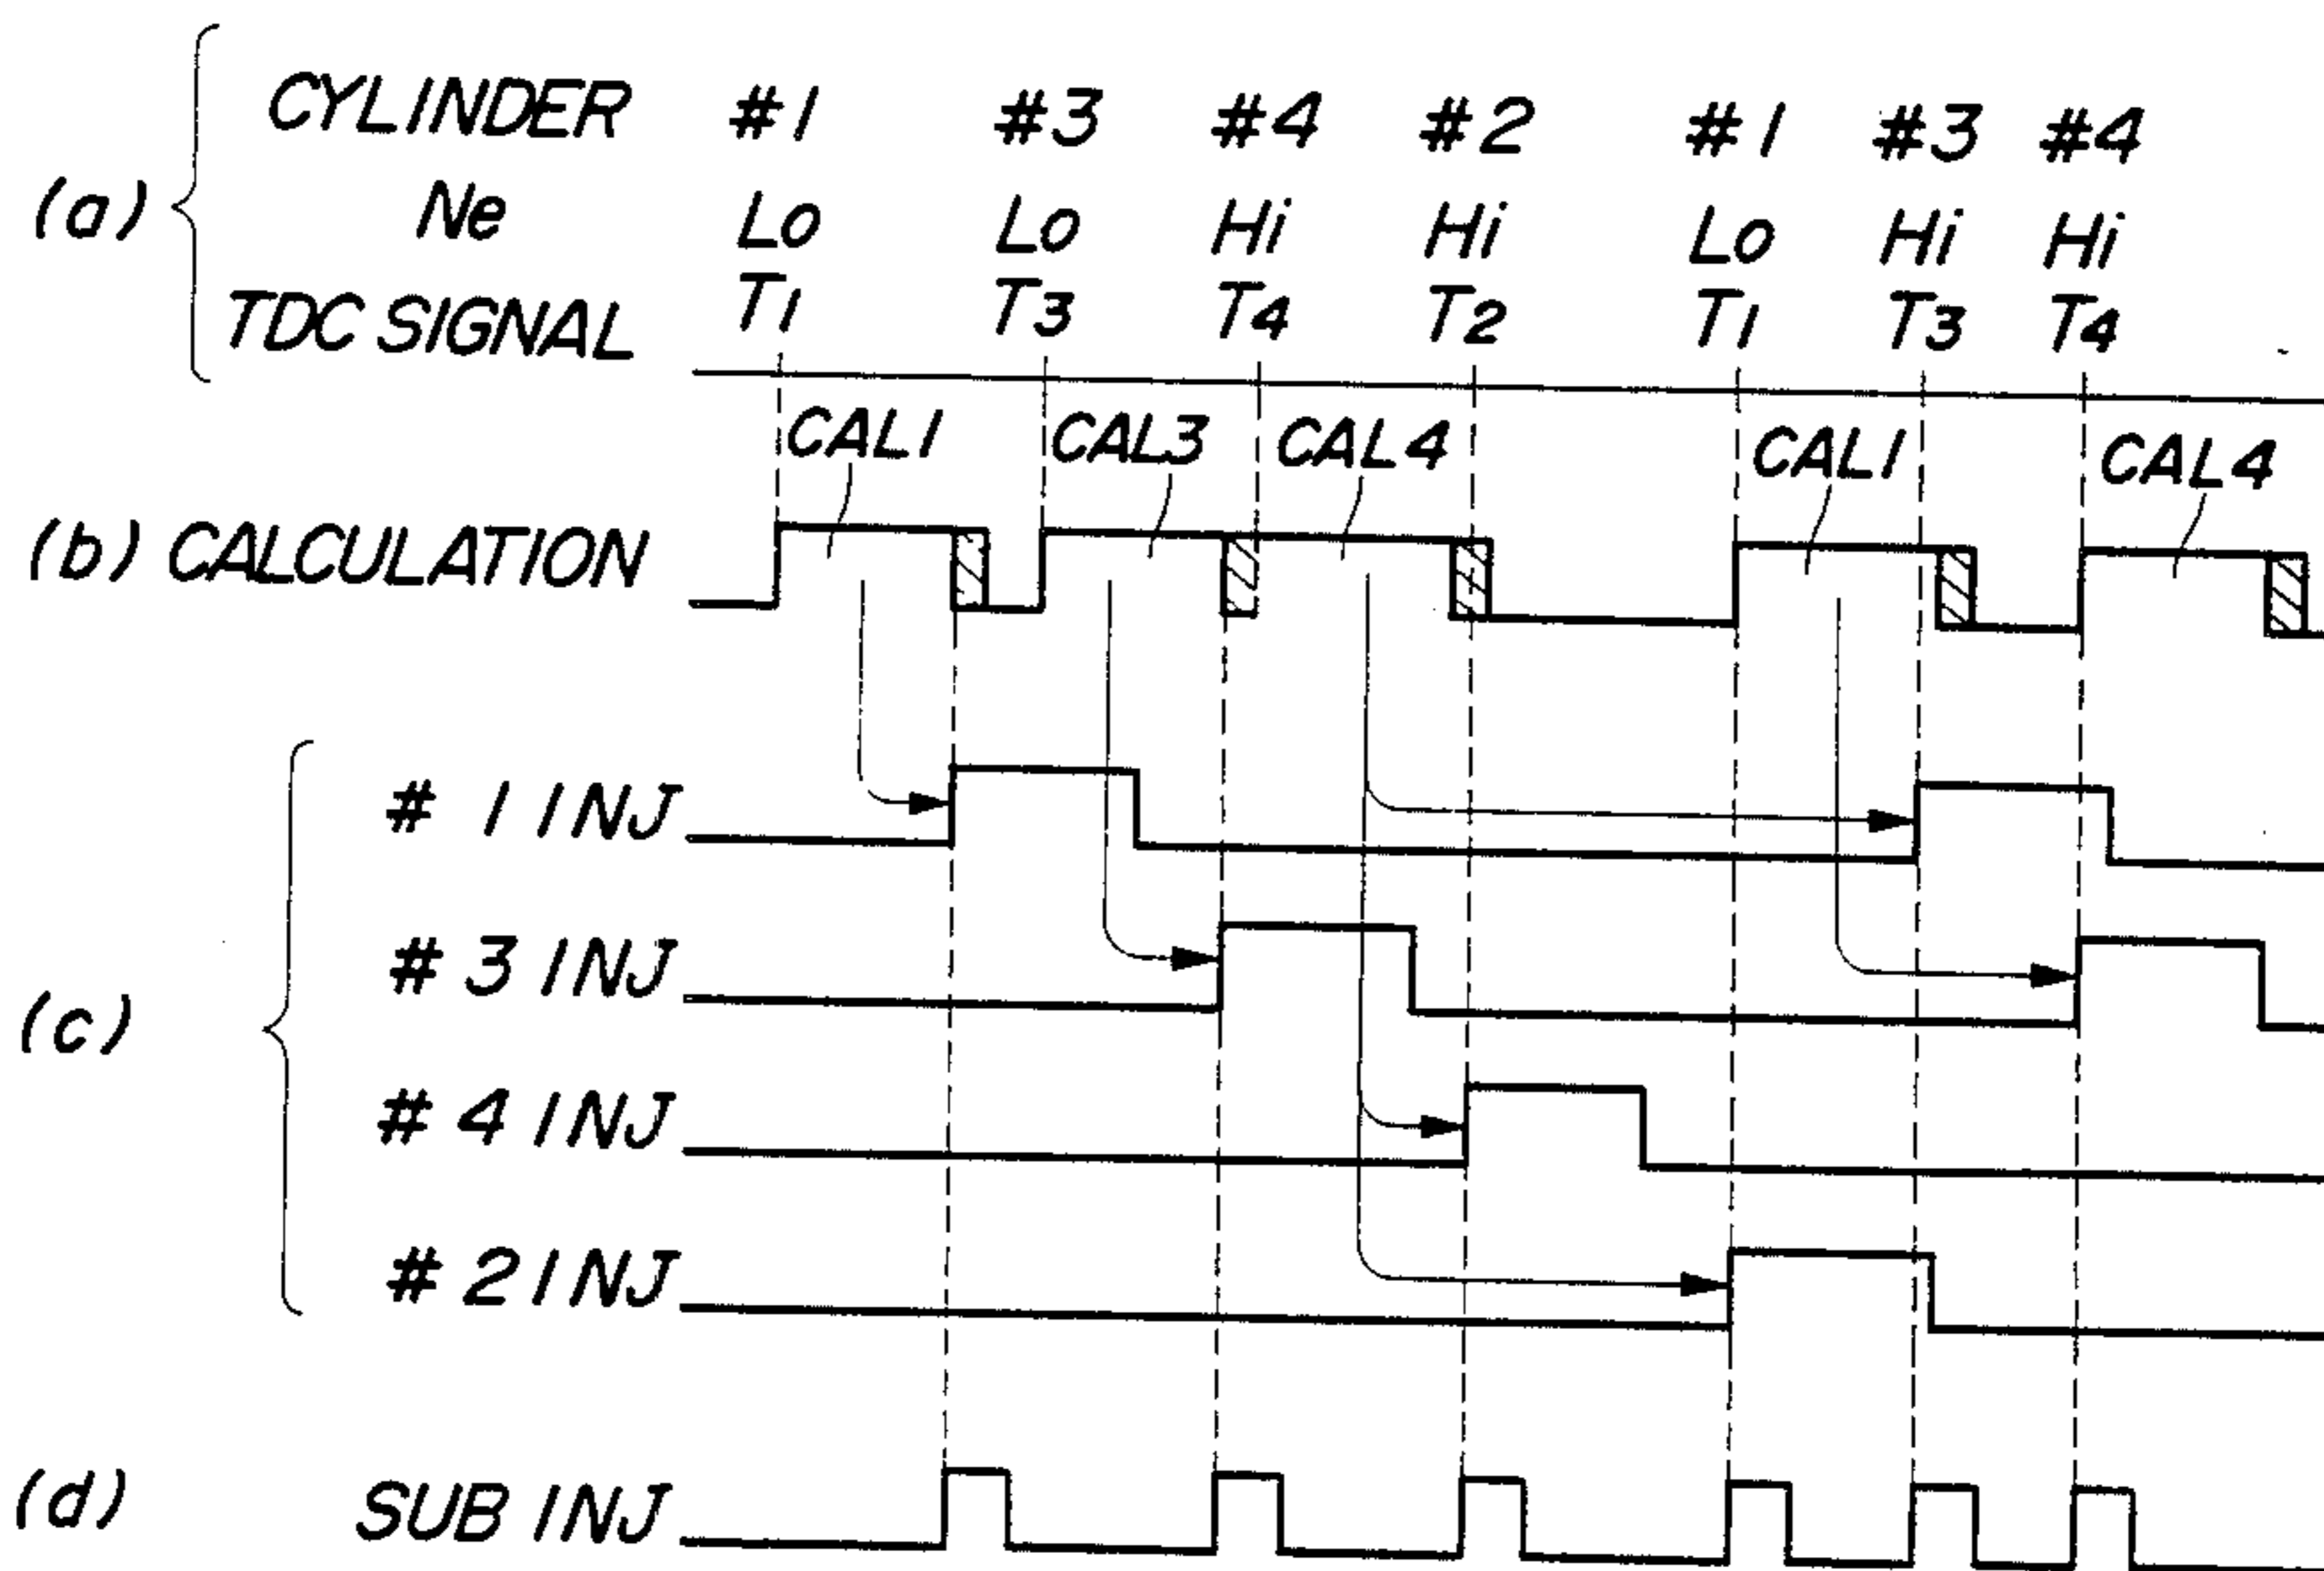 (a)
CYLINDER #1 #3 #4 #2 #1 #3 #4
Ne Lo Lo Hi Hi Lo Hi Hi
TDC SIGNAL T1 T3 T4 T2 T1 T3 T4
CAL1 CAL3 CAL4 CAL1 CAL4
(b) CALCULATION
(c)
# 1 INJ
# 3 INJ
# 4 INJ
# 2 INJ
(d) SUB INJ